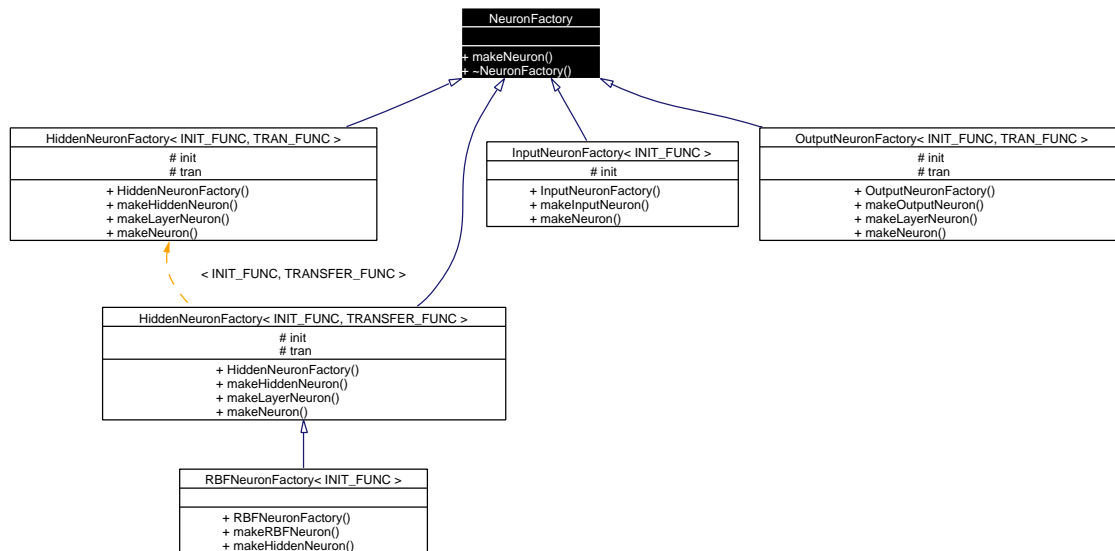 NeuronFactory
+ makeNeuron()
+ ~NeuronFactory()
HiddenNeuronFactory< INIT_FUNC, TRAN_FUNC >
# init
# tran
+ HiddenNeuronFactory()
+ makeHiddenNeuron()
+ makeLayerNeuron()
+ makeNeuron()
InputNeuronFactory< INIT_FUNC >
# init
+ InputNeuronFactory()
+ makeInputNeuron()
+ makeNeuron()
OutputNeuronFactory< INIT_FUNC, TRAN_FUNC >
# init
# tran
+ OutputNeuronFactory()
+ makeOutputNeuron()
+ makeLayerNeuron()
+ makeNeuron()
< INIT_FUNC, TRANSFER_FUNC >
HiddenNeuronFactory< INIT_FUNC, TRANSFER_FUNC >
# init
# tran
+ HiddenNeuronFactory()
+ makeHiddenNeuron()
+ makeLayerNeuron()
+ makeNeuron()
RBFNeuronFactory< INIT_FUNC >
+ RBFNeuronFactory()
+ makeRBFNeuron()
+ makeHiddenNeuron()